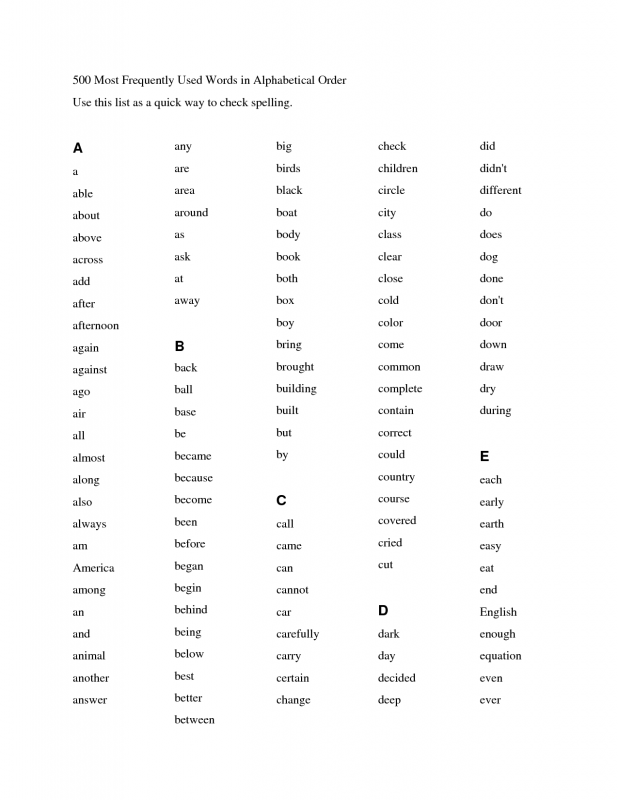 500 Most Frequently Used Words in Alphabetical Order
Use this list as a quick way to check spelling.
A
a
able
about
above
across
add
after
afternoon
again
against
ago
air
all
almost
along
also
always
am
America
among
an
and
animal
another
answer
any
are
area
around
as
ask
at
away
B
back
ball
base
be
became
because
become
been
before
began
begin
behind
being
below
best
better
between
big
birds
black
boat
body
book
both
box
boy
bring
brought
building
built
but
by
C
call
came
can
cannot
car
carefully
carry
certain
change
check
children
circle
city
class
clear
close
cold
color
come
common
complete
contain
correct
could
country
course
covered
cried
cut
D
dark
day
decided
deep
did
didn't
different
do
does
dog
done
don't
door
down
draw
dry
during
E
each
early
earth
easy
eat
end
English
enough
equation
even
ever